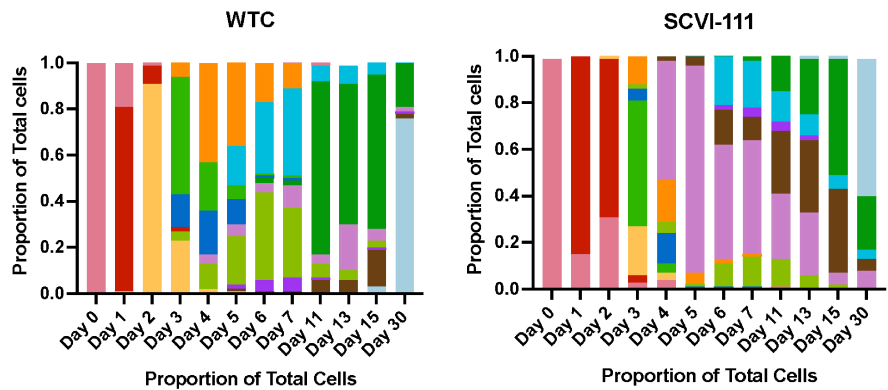 WTC
Proportion of Total cells
1.0
0.8
0.6
0.4
0.2
0.0
Day 0
Day 1
Day 2
Day 3
Day 4
Day 5
Day 6
Day 7
Day 11
Day 13
Day 15
Day 30
Proportion of Total Cells
SCVI-111
Proportion of Total Cells
1.0
0.8
0.6
0.4
0.2
0.0
Day 0
Day 1
Day 2
Day 3
Day 4
Day 5
Day 6
Day 7
Day 11
Day 13
Day 15
Day 30
Proportion of Total Cells